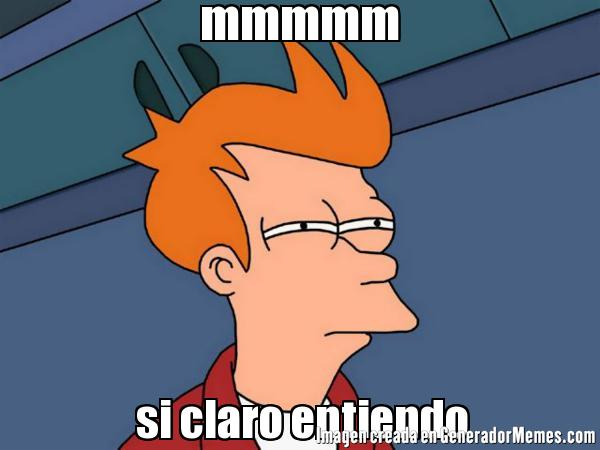 mmmmm
si claro entiendo
Imagen creada en GeneradorMemes.com